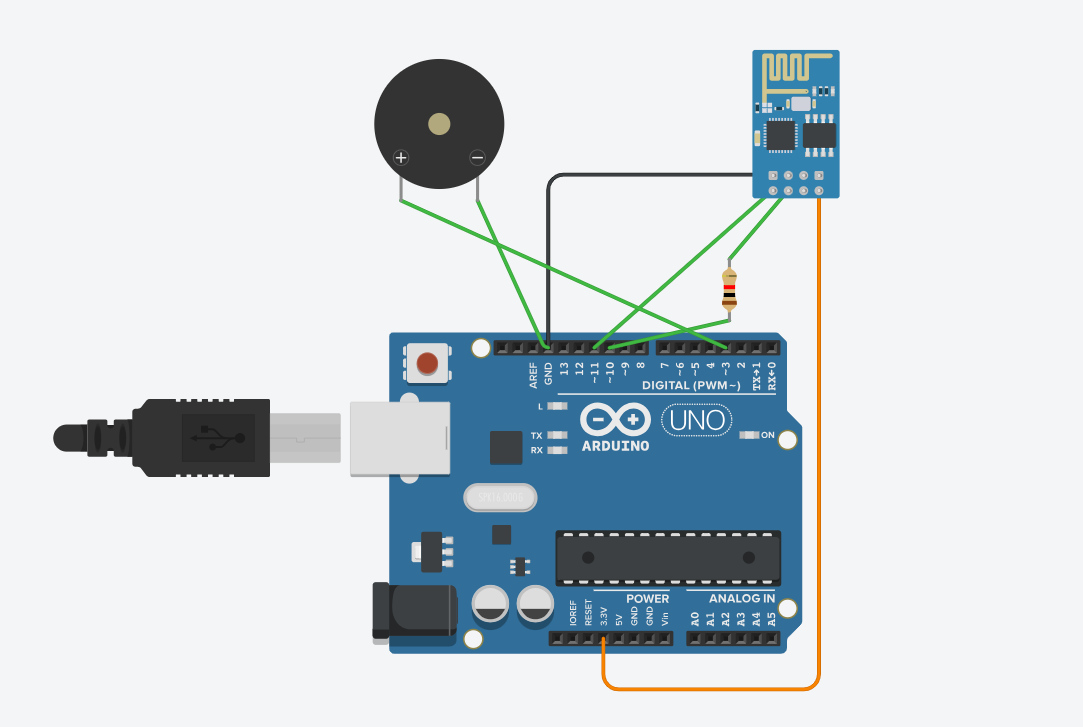 + −
AREF
GND
13
12
~11
~10
~9
8
7
~6
~5
4
~3
2
TX→1
RX←0
DIGITAL (PWM~)
L
TX
RX
UNO
ON
ARDUINO
POWER
ANALOG IN
IOREF
RESET
3.3V
5V
GND
GND
Vin
A0
A1
A2
A3
A4
A5